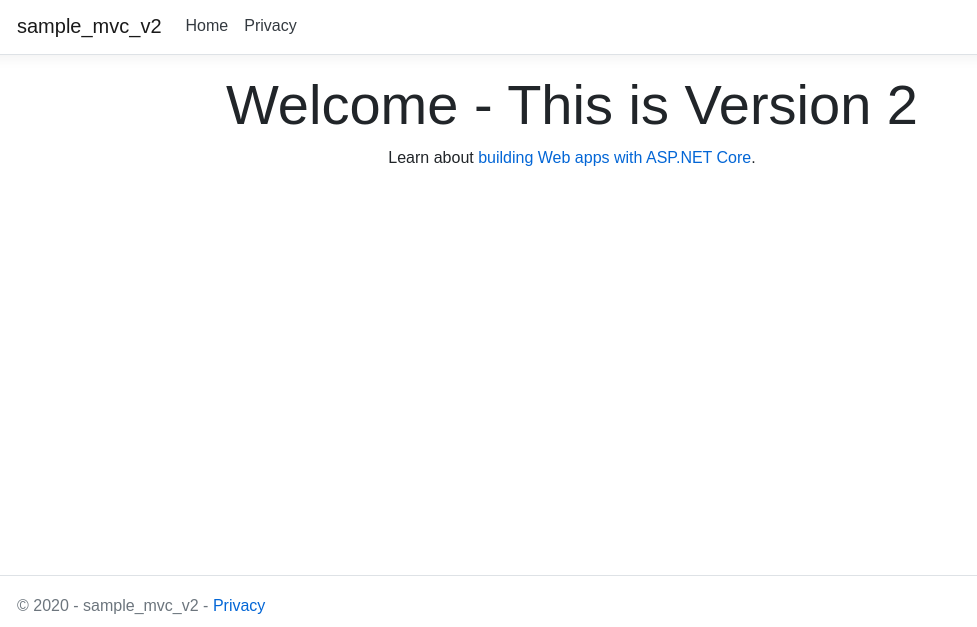 sample_mvc_v2 Home Privacy
Welcome - This is Version 2
Learn about building Web apps with ASP.NET Core.
© 2020 - sample_mvc_v2 - Privacy